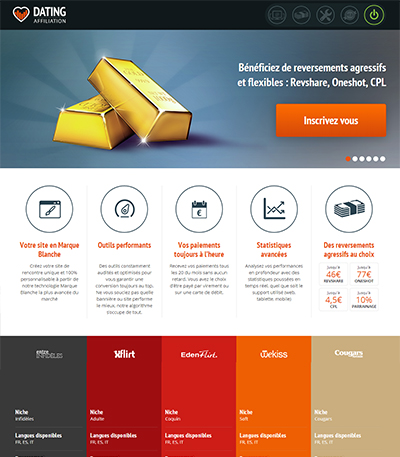 DATING
AFFILIATION
Bénéficiez de reversements agressifs
et flexibles : Revshare, Oneshot, CPL
Inscrivez vous
Votre site en Marque
Blanche
Créez votre site de
rencontre unique et 100%
personnalisable à partir de
notre technologie Marque
Blanche la plus avancée du
marché
Outils performants
Des outils constamment
audités et optimisés pour
vous garantir une
conversion toujours au top.
Ne vous souciez pas quelle
bannière ou site performe
le mieux, notre algorithme
s'occupe de tout.
Vos paiements
toujours à l'heure
Recevez vos paiements tous
les 20 du mois sans aucun
retard. Vous avez le choix
d'être payé par virement ou
sur une carte de débit.
Statistiques
avancées
Analysez vos performances
en profondeur avec des
statistiques poussées en
temps réel, quel que soit le
support utilisé (web,
tablette, mobile)
Des reversements
agressifs au choix
46€
REVSHARE
77€
ONESHOT
4,5€
CPL
10%
PARRAINAGE
entre
INFIDÈLES
Xflirt
EdenFlirt.
Wekiss
Cougars
Niche
Infidèles
Langues disponibles
FR, ES, IT
Niche
Adulte
Langues disponibles
FR, ES, IT
Niche
Coquin
Langues disponibles
FR, ES, IT
Niche
Soft
Langues disponibles
FR, ES, IT
Niche
Cougars
Langues disponibles
FR, ES, IT